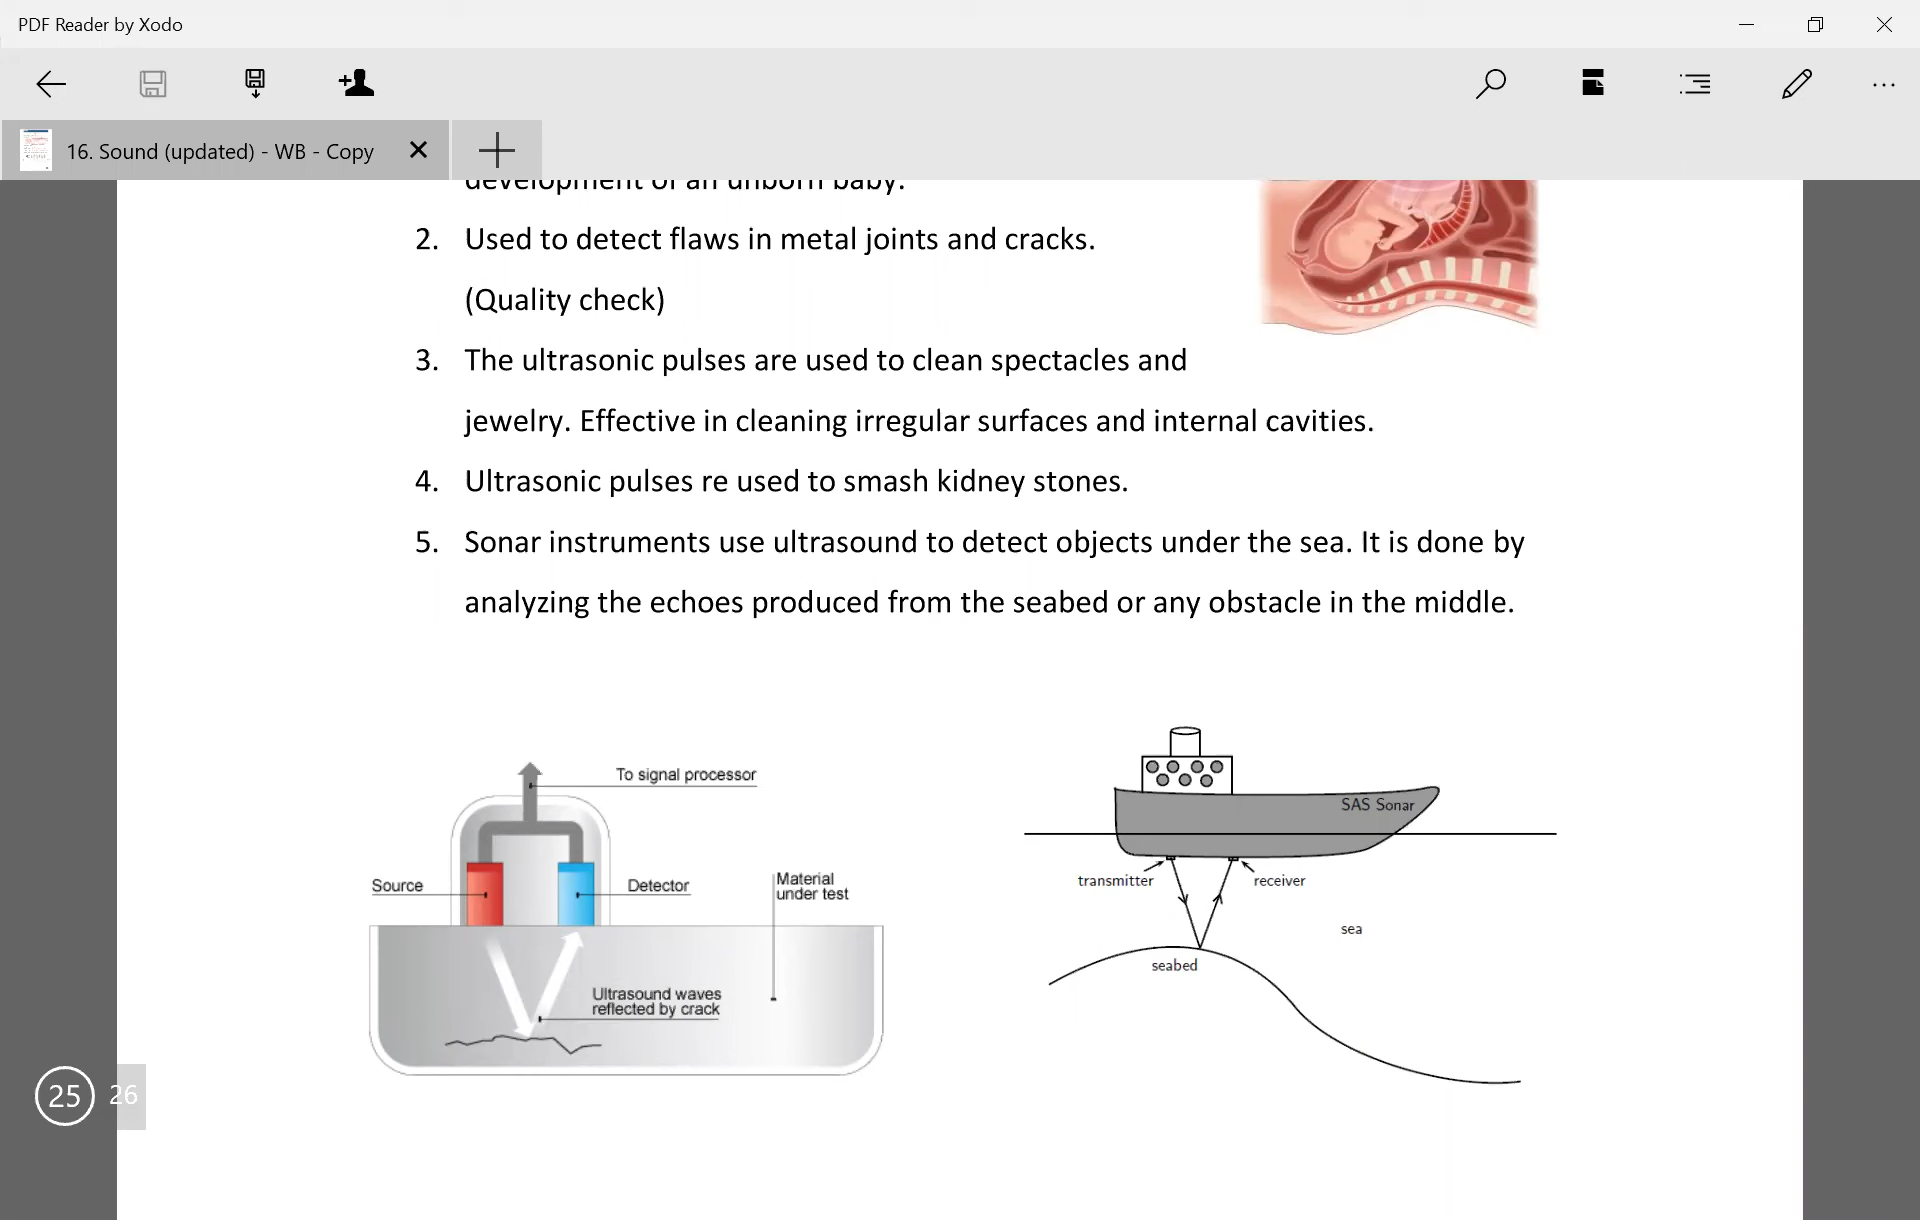 PDF Reader by Xodo
16. Sound (updated) - WB - Copy
development of an unborn baby.
2. Used to detect flaws in metal joints and cracks.
(Quality check)
3. The ultrasonic pulses are used to clean spectacles and
jewelry. Effective in cleaning irregular surfaces and internal cavities.
4. Ultrasonic pulses re used to smash kidney stones.
5. Sonar instruments use ultrasound to detect objects under the sea. It is done by
analyzing the echoes produced from the seabed or any obstacle in the middle.
To signal processor
Source
Detector
Material
under test
Ultrasound waves
reflected by crack
SAS Sonar
transmitter
receiver
sea
seabed
25 26